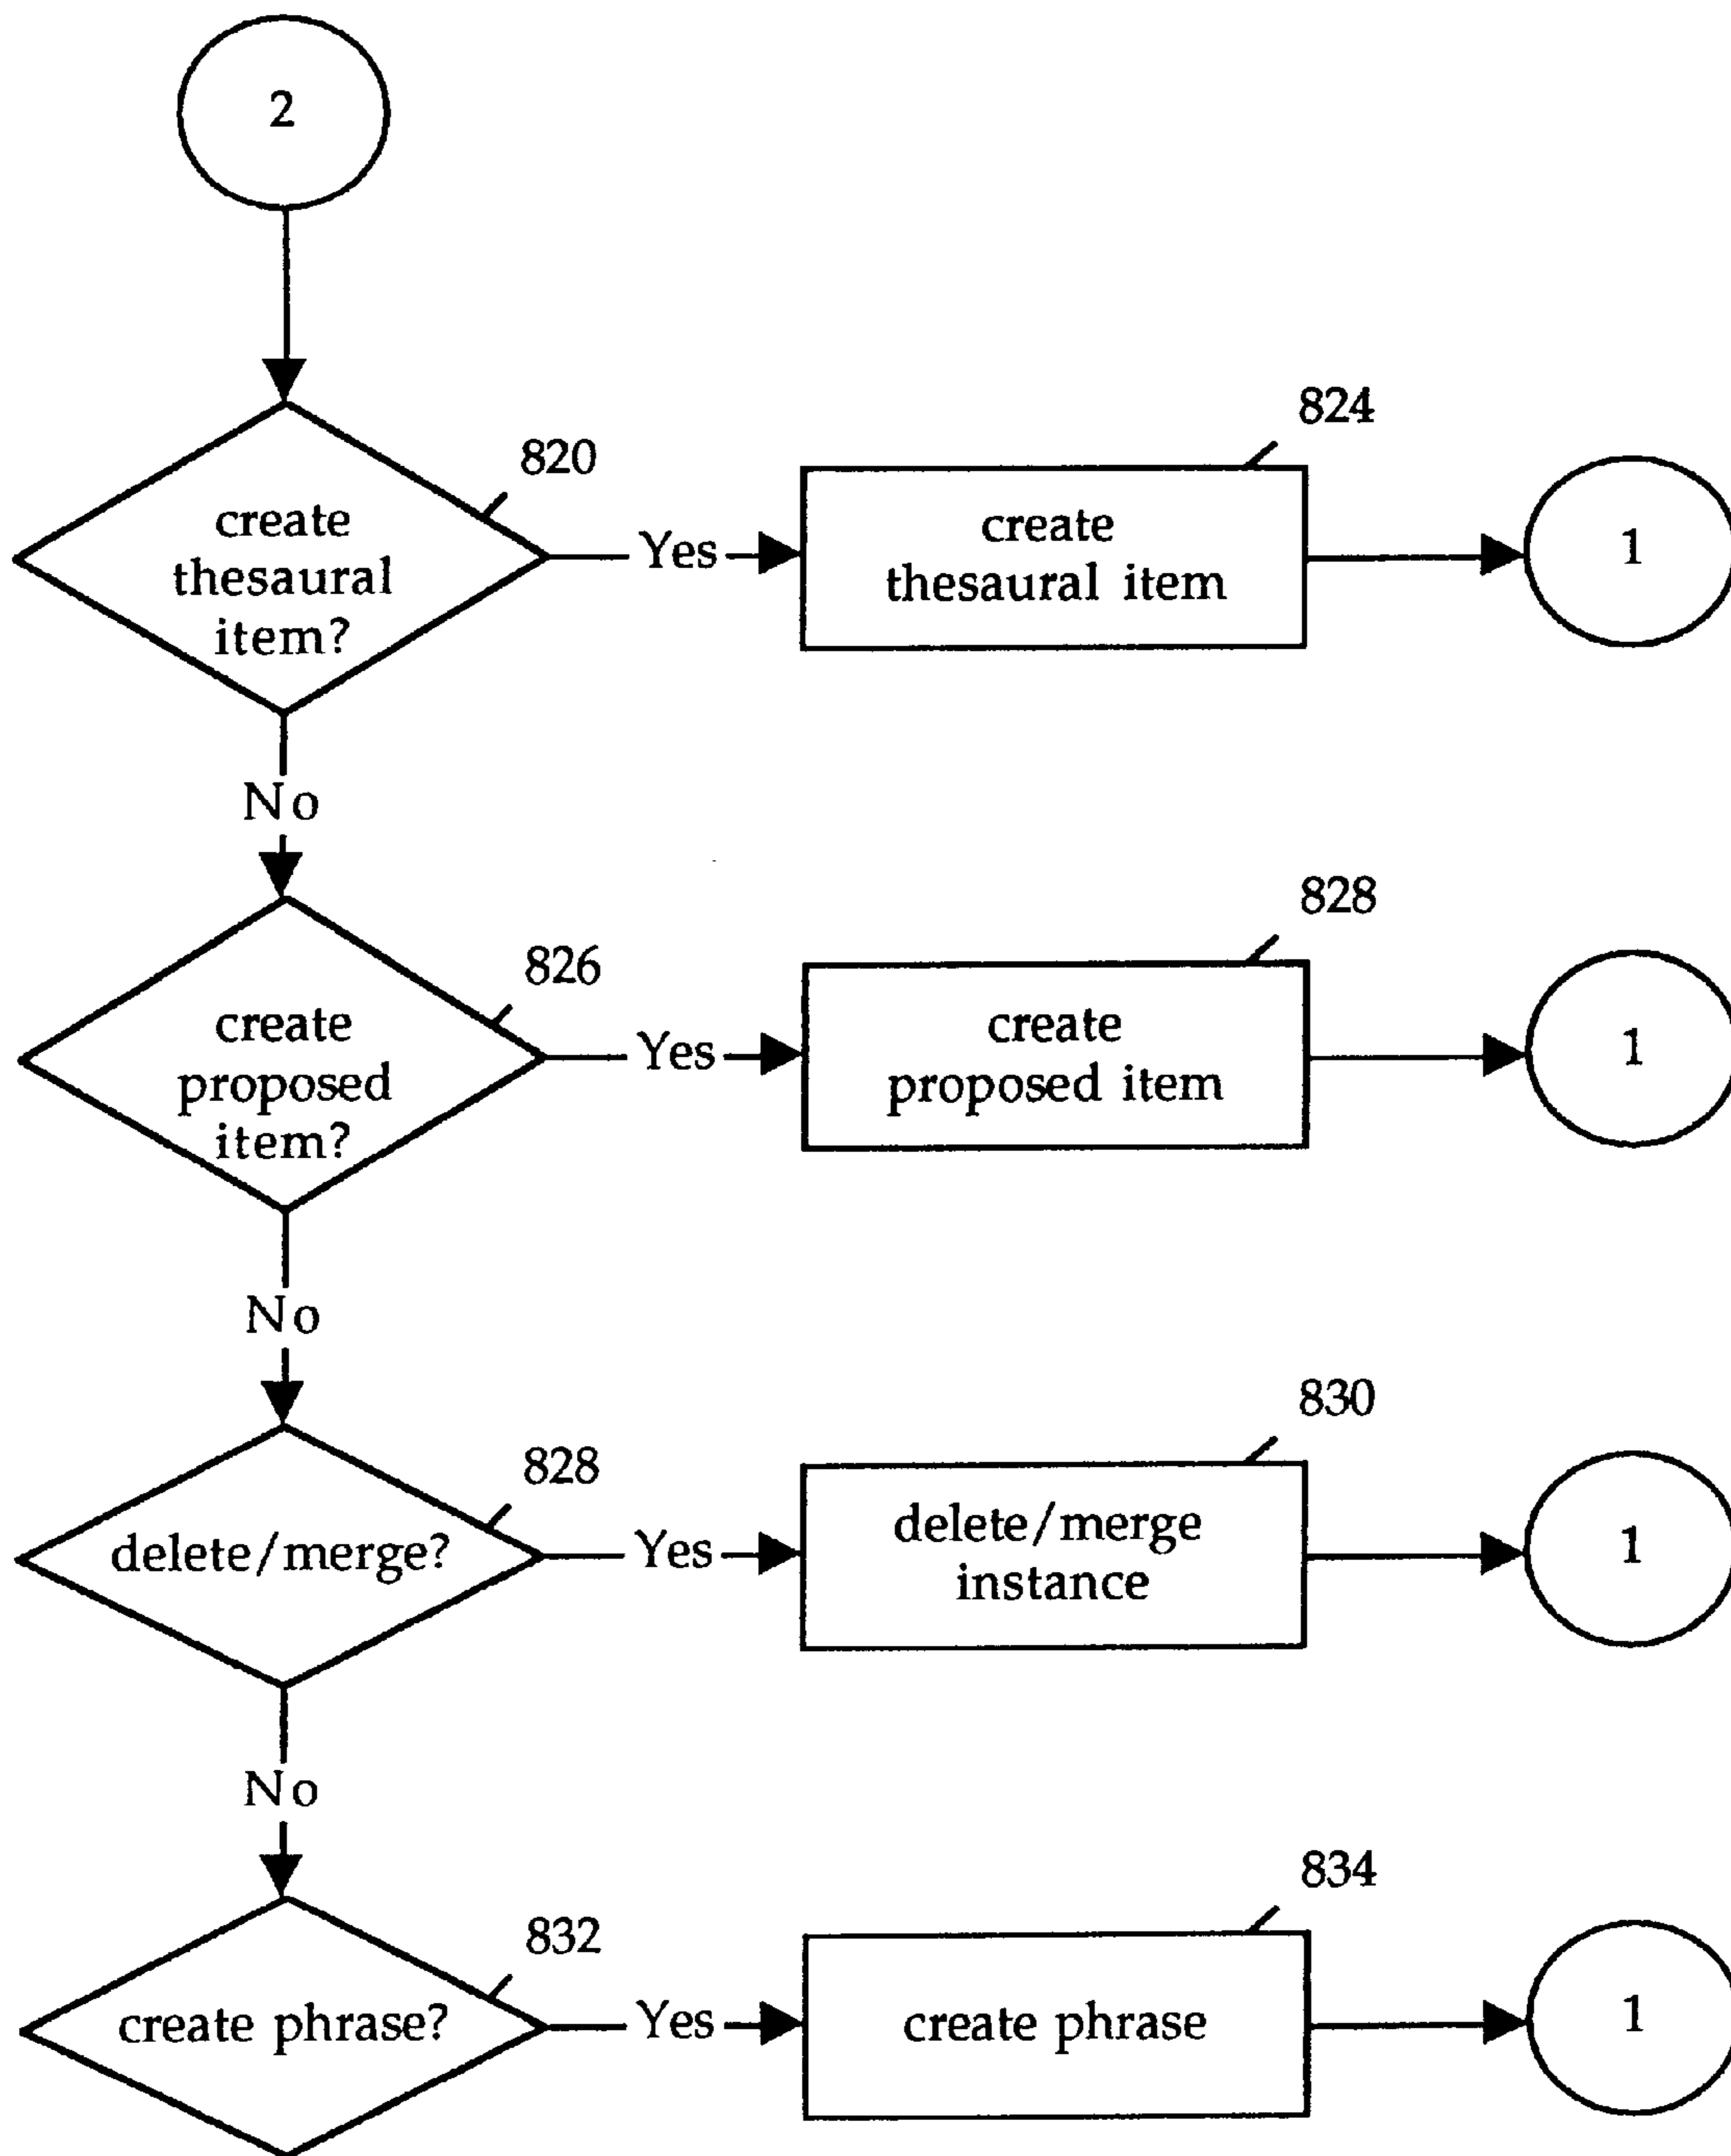 2
820
create
thesaural
item?
Yes
824
create
thesaural item
1
No
826
create
proposed
item?
Yes
828
create
proposed item
1
No
828
delete/merge?
Yes
830
delete/merge
instance
1
No
832
create phrase?
Yes
834
create phrase
1